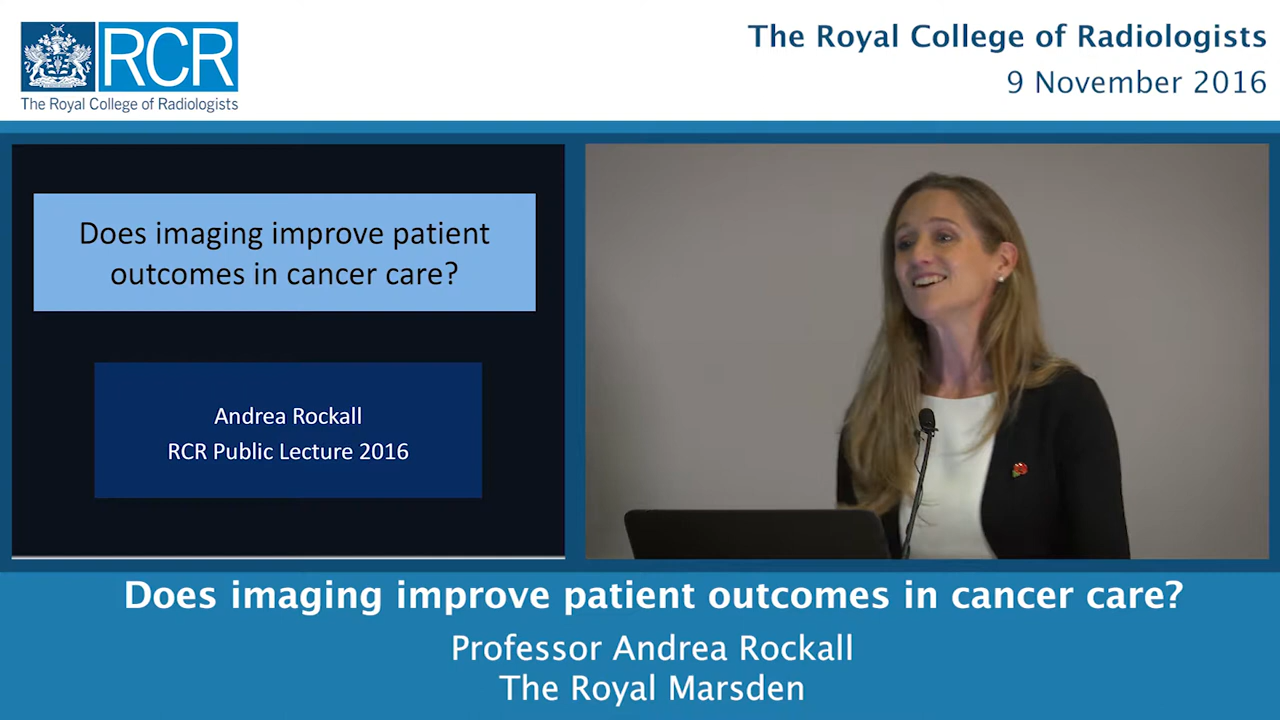 RCR
The Royal College of Radiologists
The Royal College of Radiologists
9 November 2016
Does imaging improve patient
outcomes in cancer care?
Andrea Rockall
RCR Public Lecture 2016
Does imaging improve patient outcomes in cancer care?
Professor Andrea Rockall
The Royal Marsden